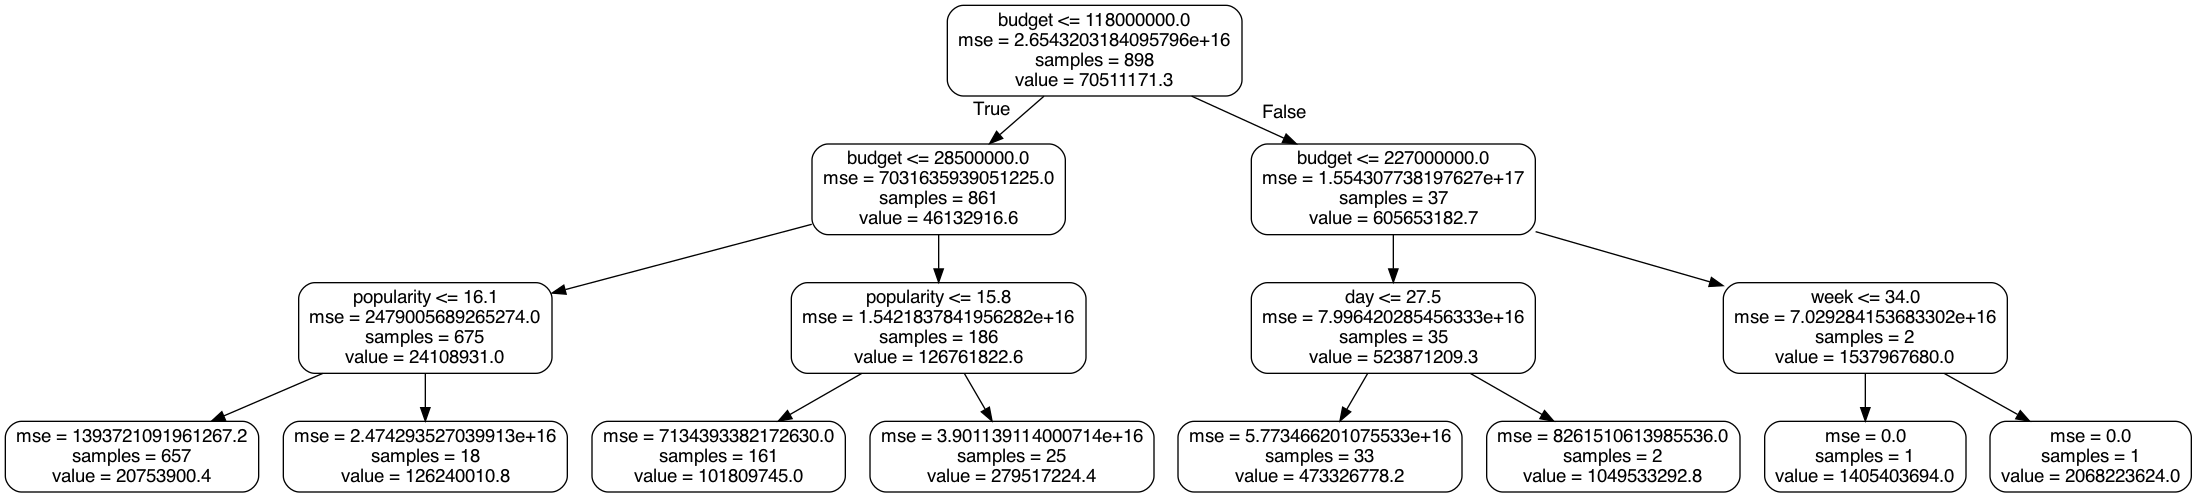 budget <= 118000000.0
mse = 2.6543203184095796e+16
samples = 898
value = 70511171.3
True
False
budget <= 28500000.0
mse = 7031635939051225.0
samples = 861
value = 46132916.6
budget <= 227000000.0
mse = 1.554307738197627e+17
samples = 37
value = 605653182.7
popularity <= 16.1
mse = 2479005689265274.0
samples = 675
value = 24108931.0
popularity <= 15.8
mse = 1.5421837841956282e+16
samples = 186
value = 126761822.6
day <= 27.5
mse = 7.996420285456333e+16
samples = 35
value = 523871209.3
week <= 34.0
mse = 7.029284153683302e+16
samples = 2
value = 1537967680.0
mse = 1393721091961267.2
samples = 657
value = 20753900.4
mse = 2.474293527039913e+16
samples = 18
value = 126240010.8
mse = 7134393382172630.0
samples = 161
value = 101809745.0
mse = 3.901139114000714e+16
samples = 25
value = 279517224.4
mse = 5.773466201075533e+16
samples = 33
value = 473326778.2
mse = 8261510613985536.0
samples = 2
value = 1049533292.8
mse = 0.0
samples = 1
value = 1405403694.0
mse = 0.0
samples = 1
value = 2068223624.0